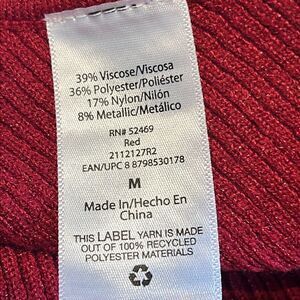 39% Viscose/Viscosa
36% Polyester/Poliéster
17% Nylon/Nilón
8% Metallic/Metálico
RN# 52469
Red
2112127R2
EAN/UPC 8 8798530178
M
Made In/Hecho En
China
THIS LABEL YARN IS MADE
OUT OF 100% RECYCLED
POLYESTER MATERIALS